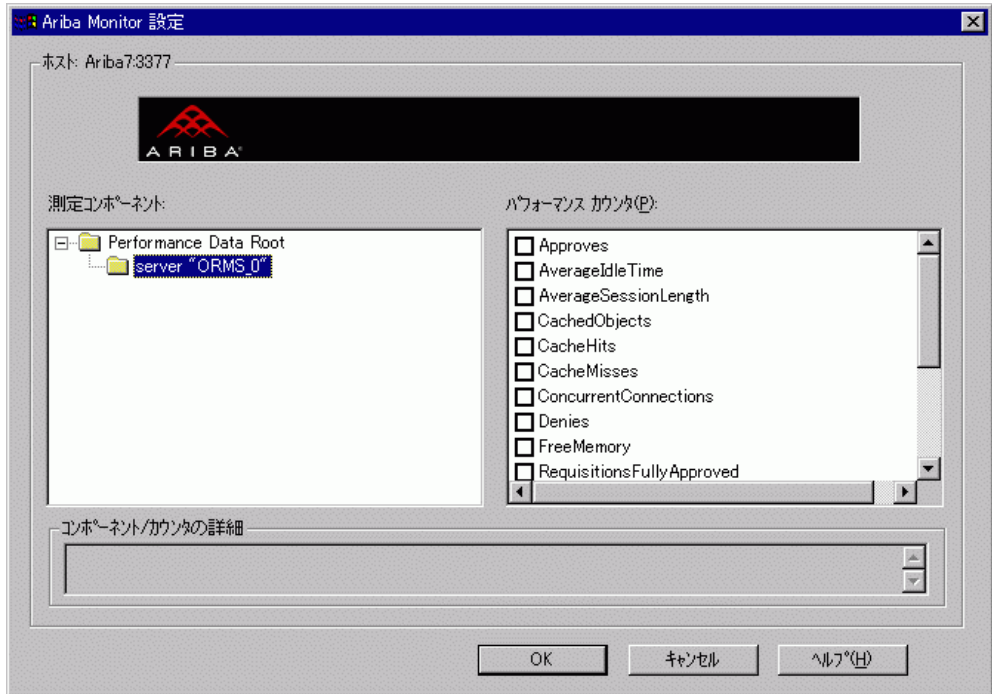 Ariba Monitor 設定
ホスト: Ariba7:3377
ARIBA®
測定コンポーネント:
パフォーマンス カウンタ(P):
Performance Data Root
server "ORMS_0"
Approves
AverageIdleTime
AverageSessionLength
CachedObjects
CacheHits
CacheMisses
ConcurrentConnections
Denies
FreeMemory
RequisitionsFullyApproved
コンポーネント/カウンタの詳細
OK
キャンセル
ヘルプ(H)